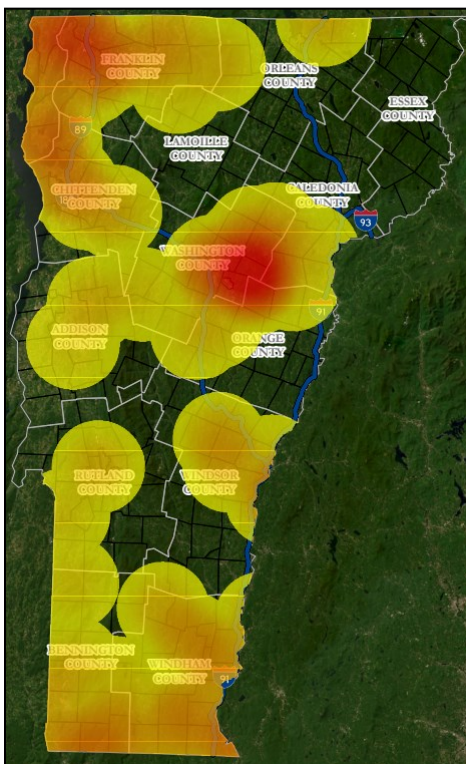 FRANKLIN
COUNTY
ORLEANS
COUNTY
ESSEX
COUNTY
89
LAMOILLE
COUNTY
CHITTENDEN
COUNTY
CALEDONIA
COUNTY
93
WASHINGTON
COUNTY
91
ADDISON
COUNTY
ORANGE
COUNTY
RUTLAND
COUNTY
WINDSOR
COUNTY
BENNINGTON
COUNTY
WINDHAM
COUNTY
91